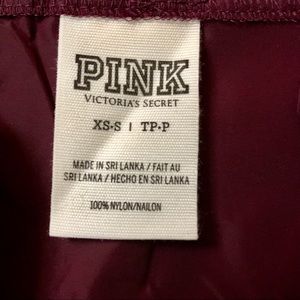 PINK
VICTORIA'S SECRET
XS-S | TP-P
MADE IN SRI LANKA / FAIT AU
SRI LANKA / HECHO EN SRI LANKA
100% NYLON/NAILON